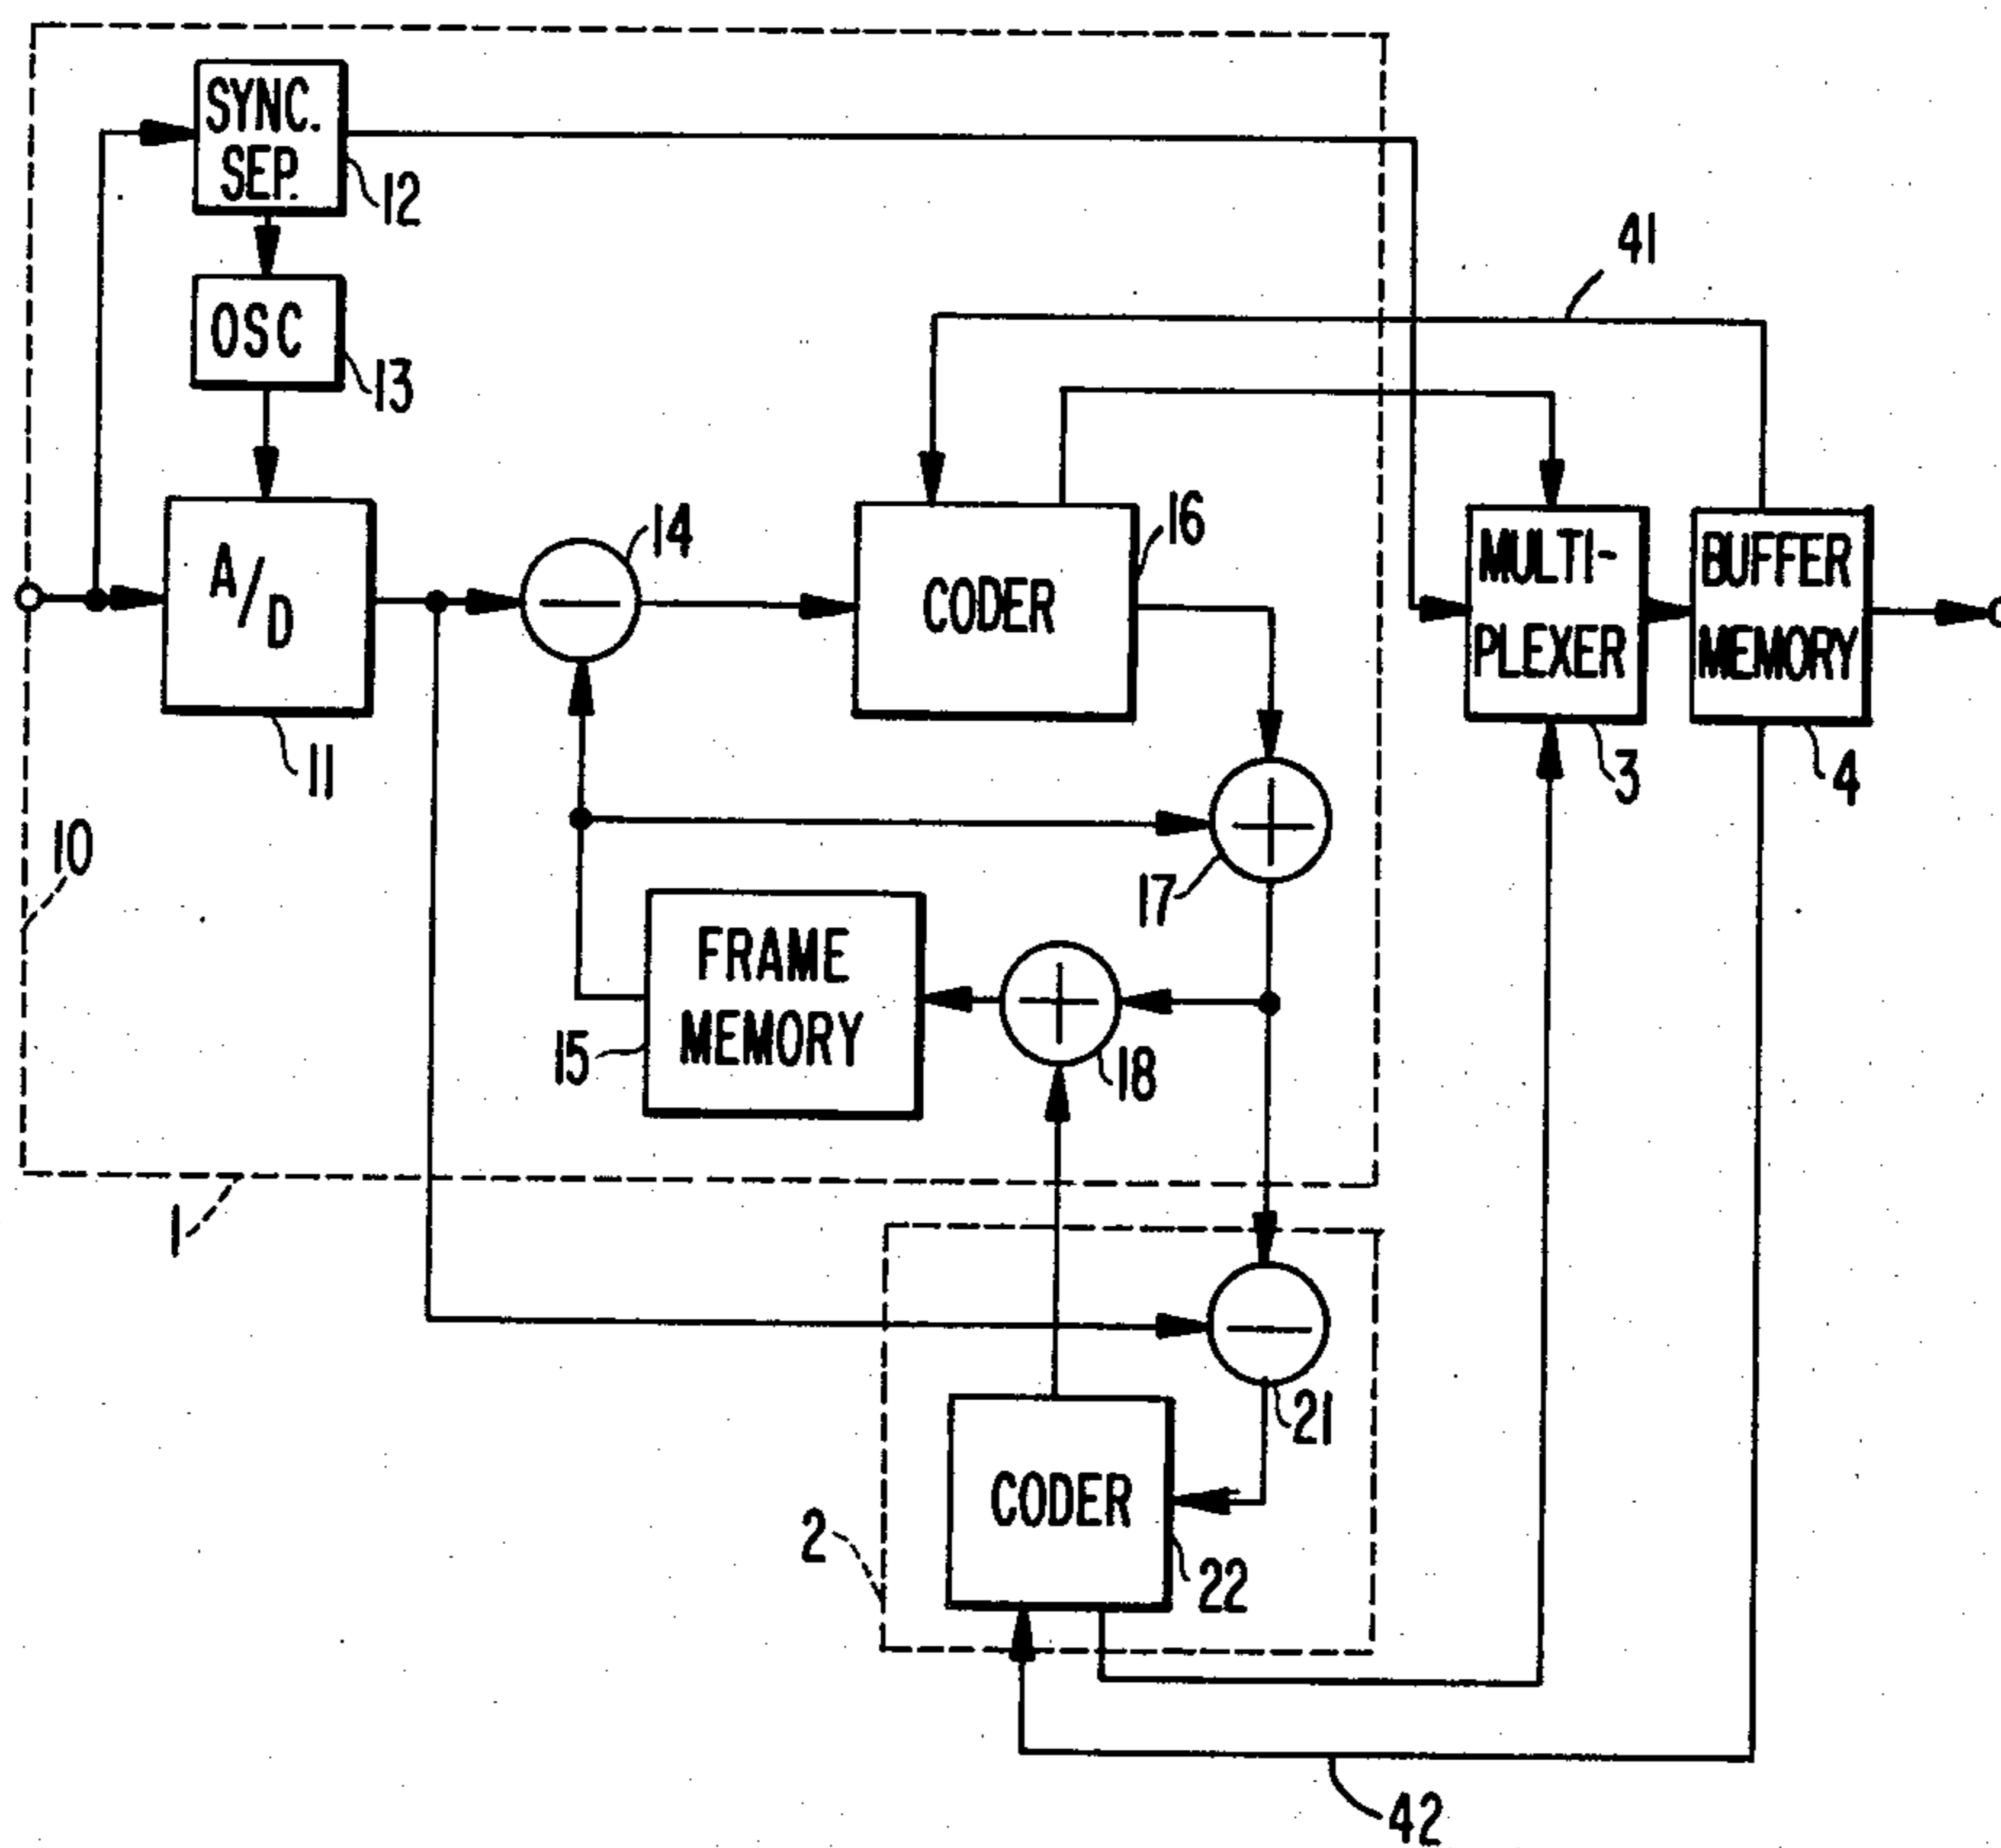 SYNC.
SEP.
12
41
OSC
13
14
16
A/D
CODER
MULTI-
PLEXER
BUFFER
MEMORY
11
3
4
10
17
FRAME
MEMORY
15
18
1
21
CODER
2
22
42